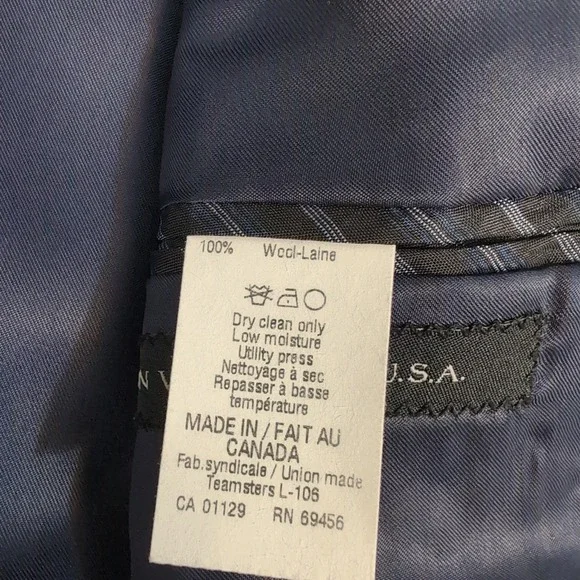 100% Wool-Laine
Dry clean only
Low moisture
Utility press
Nettoyage à sec
Repasser à basse
température
MADE IN / FAIT AU
CANADA
Fab.syndicale / Union made
Teamsters L-106
CA 01129 RN 69456
N V
U.S.A.